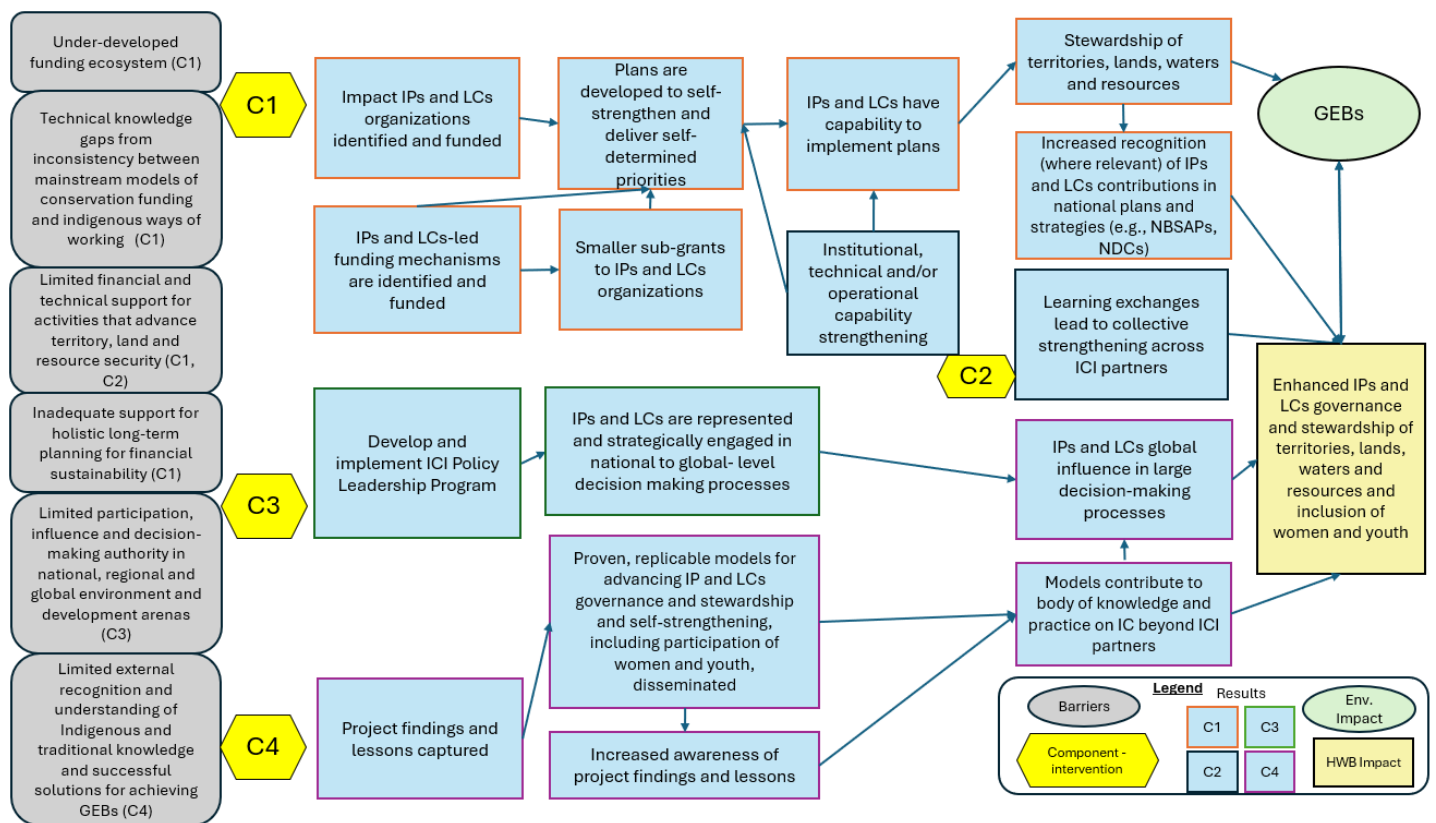 Under-developed
funding ecosystem (C1)
Technical knowledge
gaps from
inconsistency between
mainstream models of
conservation funding
and indigenous ways of
working (C1)
Limited financial and
technical support for
activities that advance
territory, land and
resource security (C1,
C2)
Inadequate support for
holistic long-term
planning for financial
sustainability (C1)
Limited participation,
influence and decision-
making authority in
national, regional and
global environment and
development arenas
(C3)
Limited external
recognition and
understanding of
Indigenous and
traditional knowledge
and successful
solutions for achieving
GEBs (C4)
C1
Impact IPs and LCs
organizations
identified and funded
Plans are
developed to self-
strengthen and
deliver self-
determined
priorities
IPs and LCs have
capability to
implement plans
Stewardship of
territories, lands, waters
and resources
GEBs
Increased recognition
(where relevant) of IPs
and LCs contributions in
national plans and
strategies (e.g., NBSAPs,
NDCs)
IPs and LCs-led
funding mechanisms
are identified and
funded
Smaller sub-grants
to IPs and LCs
organizations
Institutional,
technical and/or
operational
capability
strengthening
C2
Learning exchanges
lead to collective
strengthening across
ICI partners
Enhanced IPs and
LCs governance
and stewardship of
territories, lands,
waters and
resources and
inclusion of
women and youth
C3
Develop and
implement ICI Policy
Leadership Program
IPs and LCs are represented
and strategically engaged in
national to global- level
decision making processes
IPs and LCs global
influence in large
decision-making
processes
C4
Project findings and
lessons captured
Proven, replicable models for
advancing IP and LCs
governance and stewardship
and self-strengthening,
including participation of
women and youth,
disseminated
Increased awareness of
project findings and lessons
Models contribute to
body of knowledge and
practice on IC beyond ICI
partners
Legend
Barriers
Component -
intervention
Results
C1
C3
C2
C4
Env.
Impact
HWB Impact